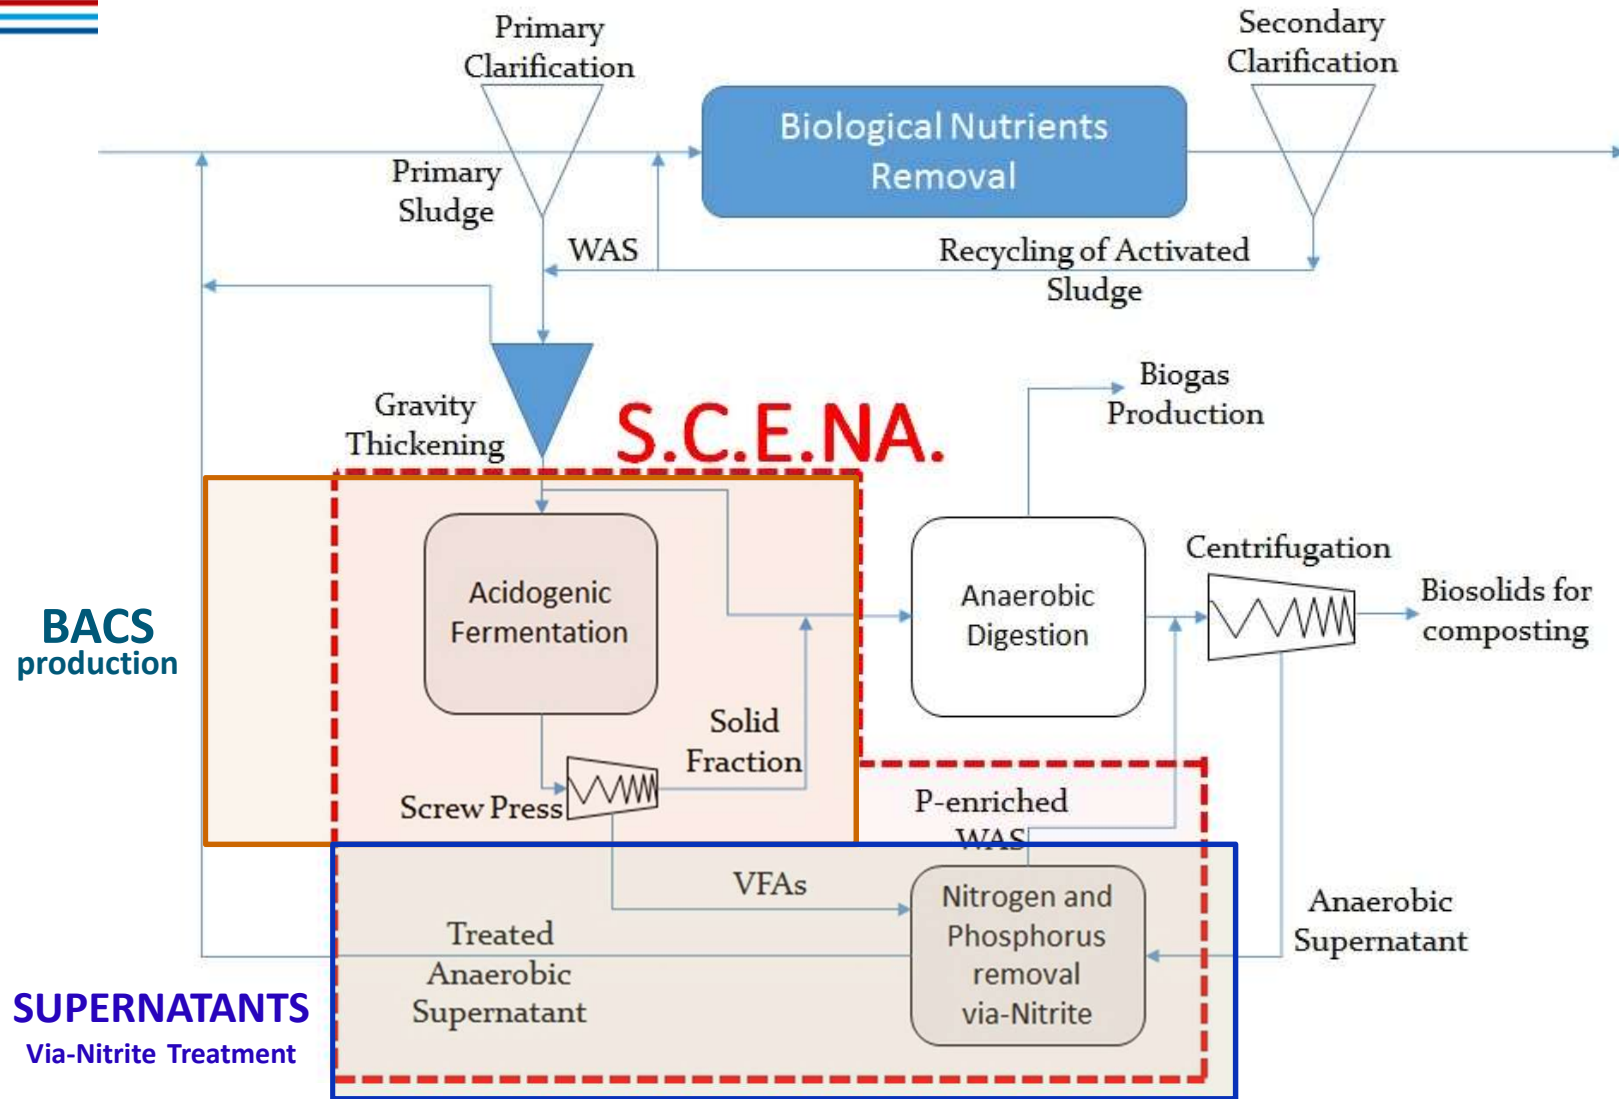 Primary
Clarification
Secondary
Clarification
Biological Nutrients
Removal
Primary
Sludge
WAS
Recycling of Activated
Sludge
Gravity
Thickening
S.C.E.NA.
Biogas
Production
Acidogenic
Fermentation
Anaerobic
Digestion
Centrifugation
Biosolids for
composting
BACS
production
Solid
Fraction
Screw Press
P-enriched
WAS
VFAs
Nitrogen and
Phosphorus
removal
via-Nitrite
Anaerobic
Supernatant
Treated
Anaerobic
Supernatant
SUPERNATANTS
Via-Nitrite Treatment